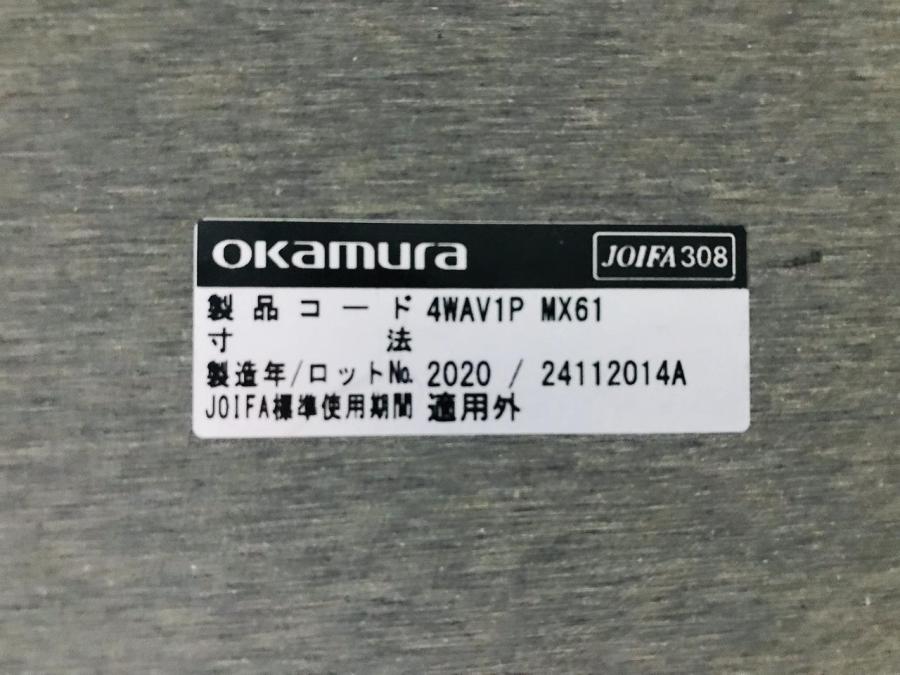 okamura JOIFA308
製品コード 4WAV1P MX61
寸法
製造年/ロットNo. 2020 / 24112014A
JOIFA標準使用期間 適用外